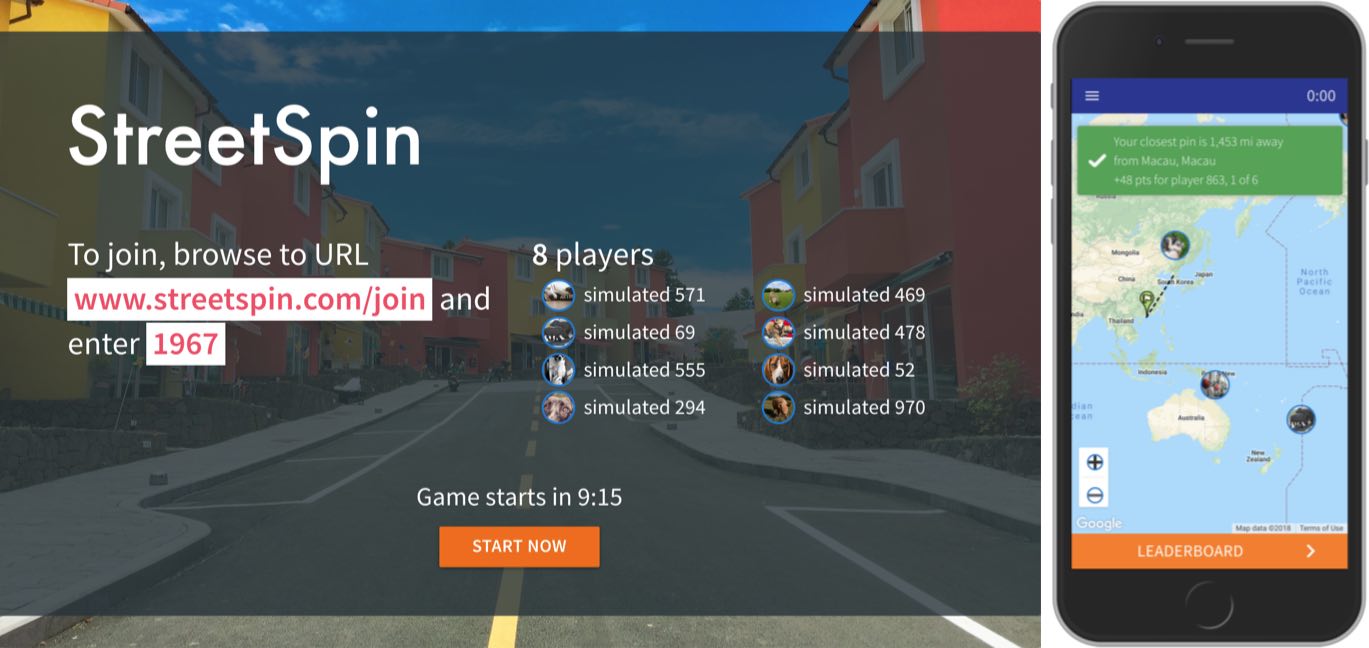 StreetSpin
To join, browse to URL
www.streetspin.com/join and
enter 1967
8 players
simulated 571
simulated 469
simulated 69
simulated 478
simulated 555
simulated 52
simulated 294
simulated 970
Game starts in 9:15
START NOW
0:00
Your closest pin is 1,453 mi away
from Macau, Macau
+48 pts for player 863, 1 of 6
Russia
Mongolia
China
Japan
South Korea
North
Pacific
Ocean
Thailand
Indonesia
New
dian
cean
Australia
New
Zealand
Google
Map data ©2018
Terms of Use
LEADERBOARD